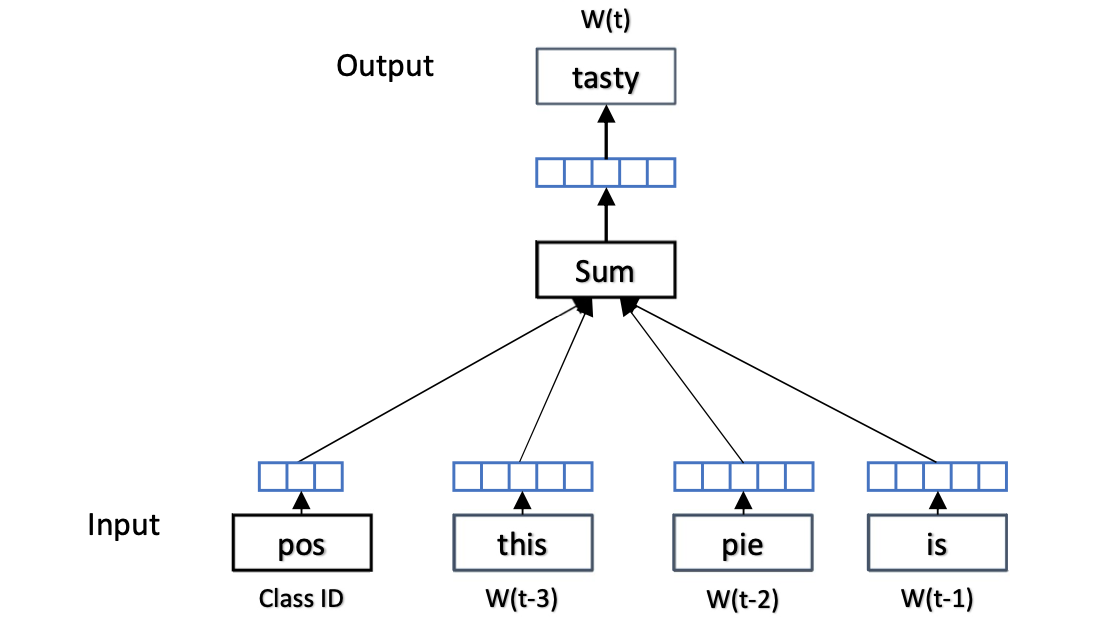 W(t)
Output
tasty
Sum
Input
pos
this
pie
is
Class ID
W(t-3)
W(t-2)
W(t-1)